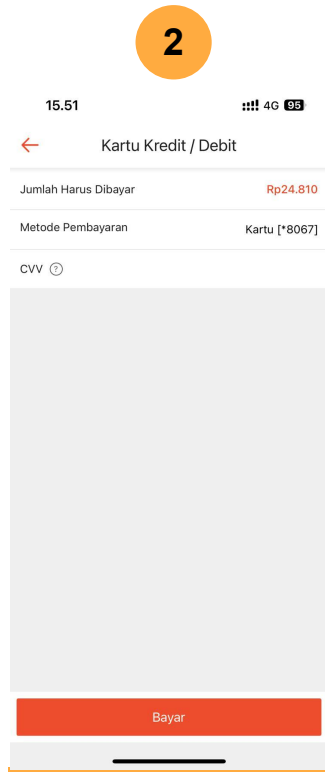 2
15.51
4G 95
Kartu Kredit / Debit
Jumlah Harus Dibayar Rp24.810
Metode Pembayaran Kartu [*8067]
CVV ?
Bayar